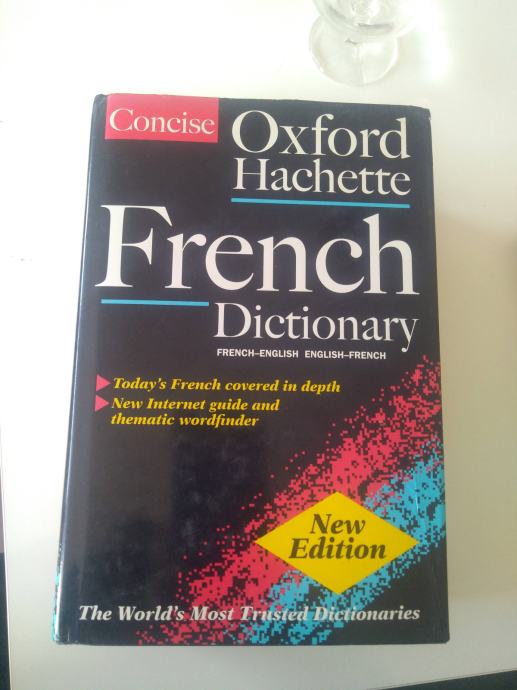 Concise
Oxford
Hachette
French
Dictionary
FRENCH–ENGLISH ENGLISH–FRENCH
Today's French covered in depth
New Internet guide and
thematic wordfinder
New
Edition
The World's Most Trusted Dictionaries